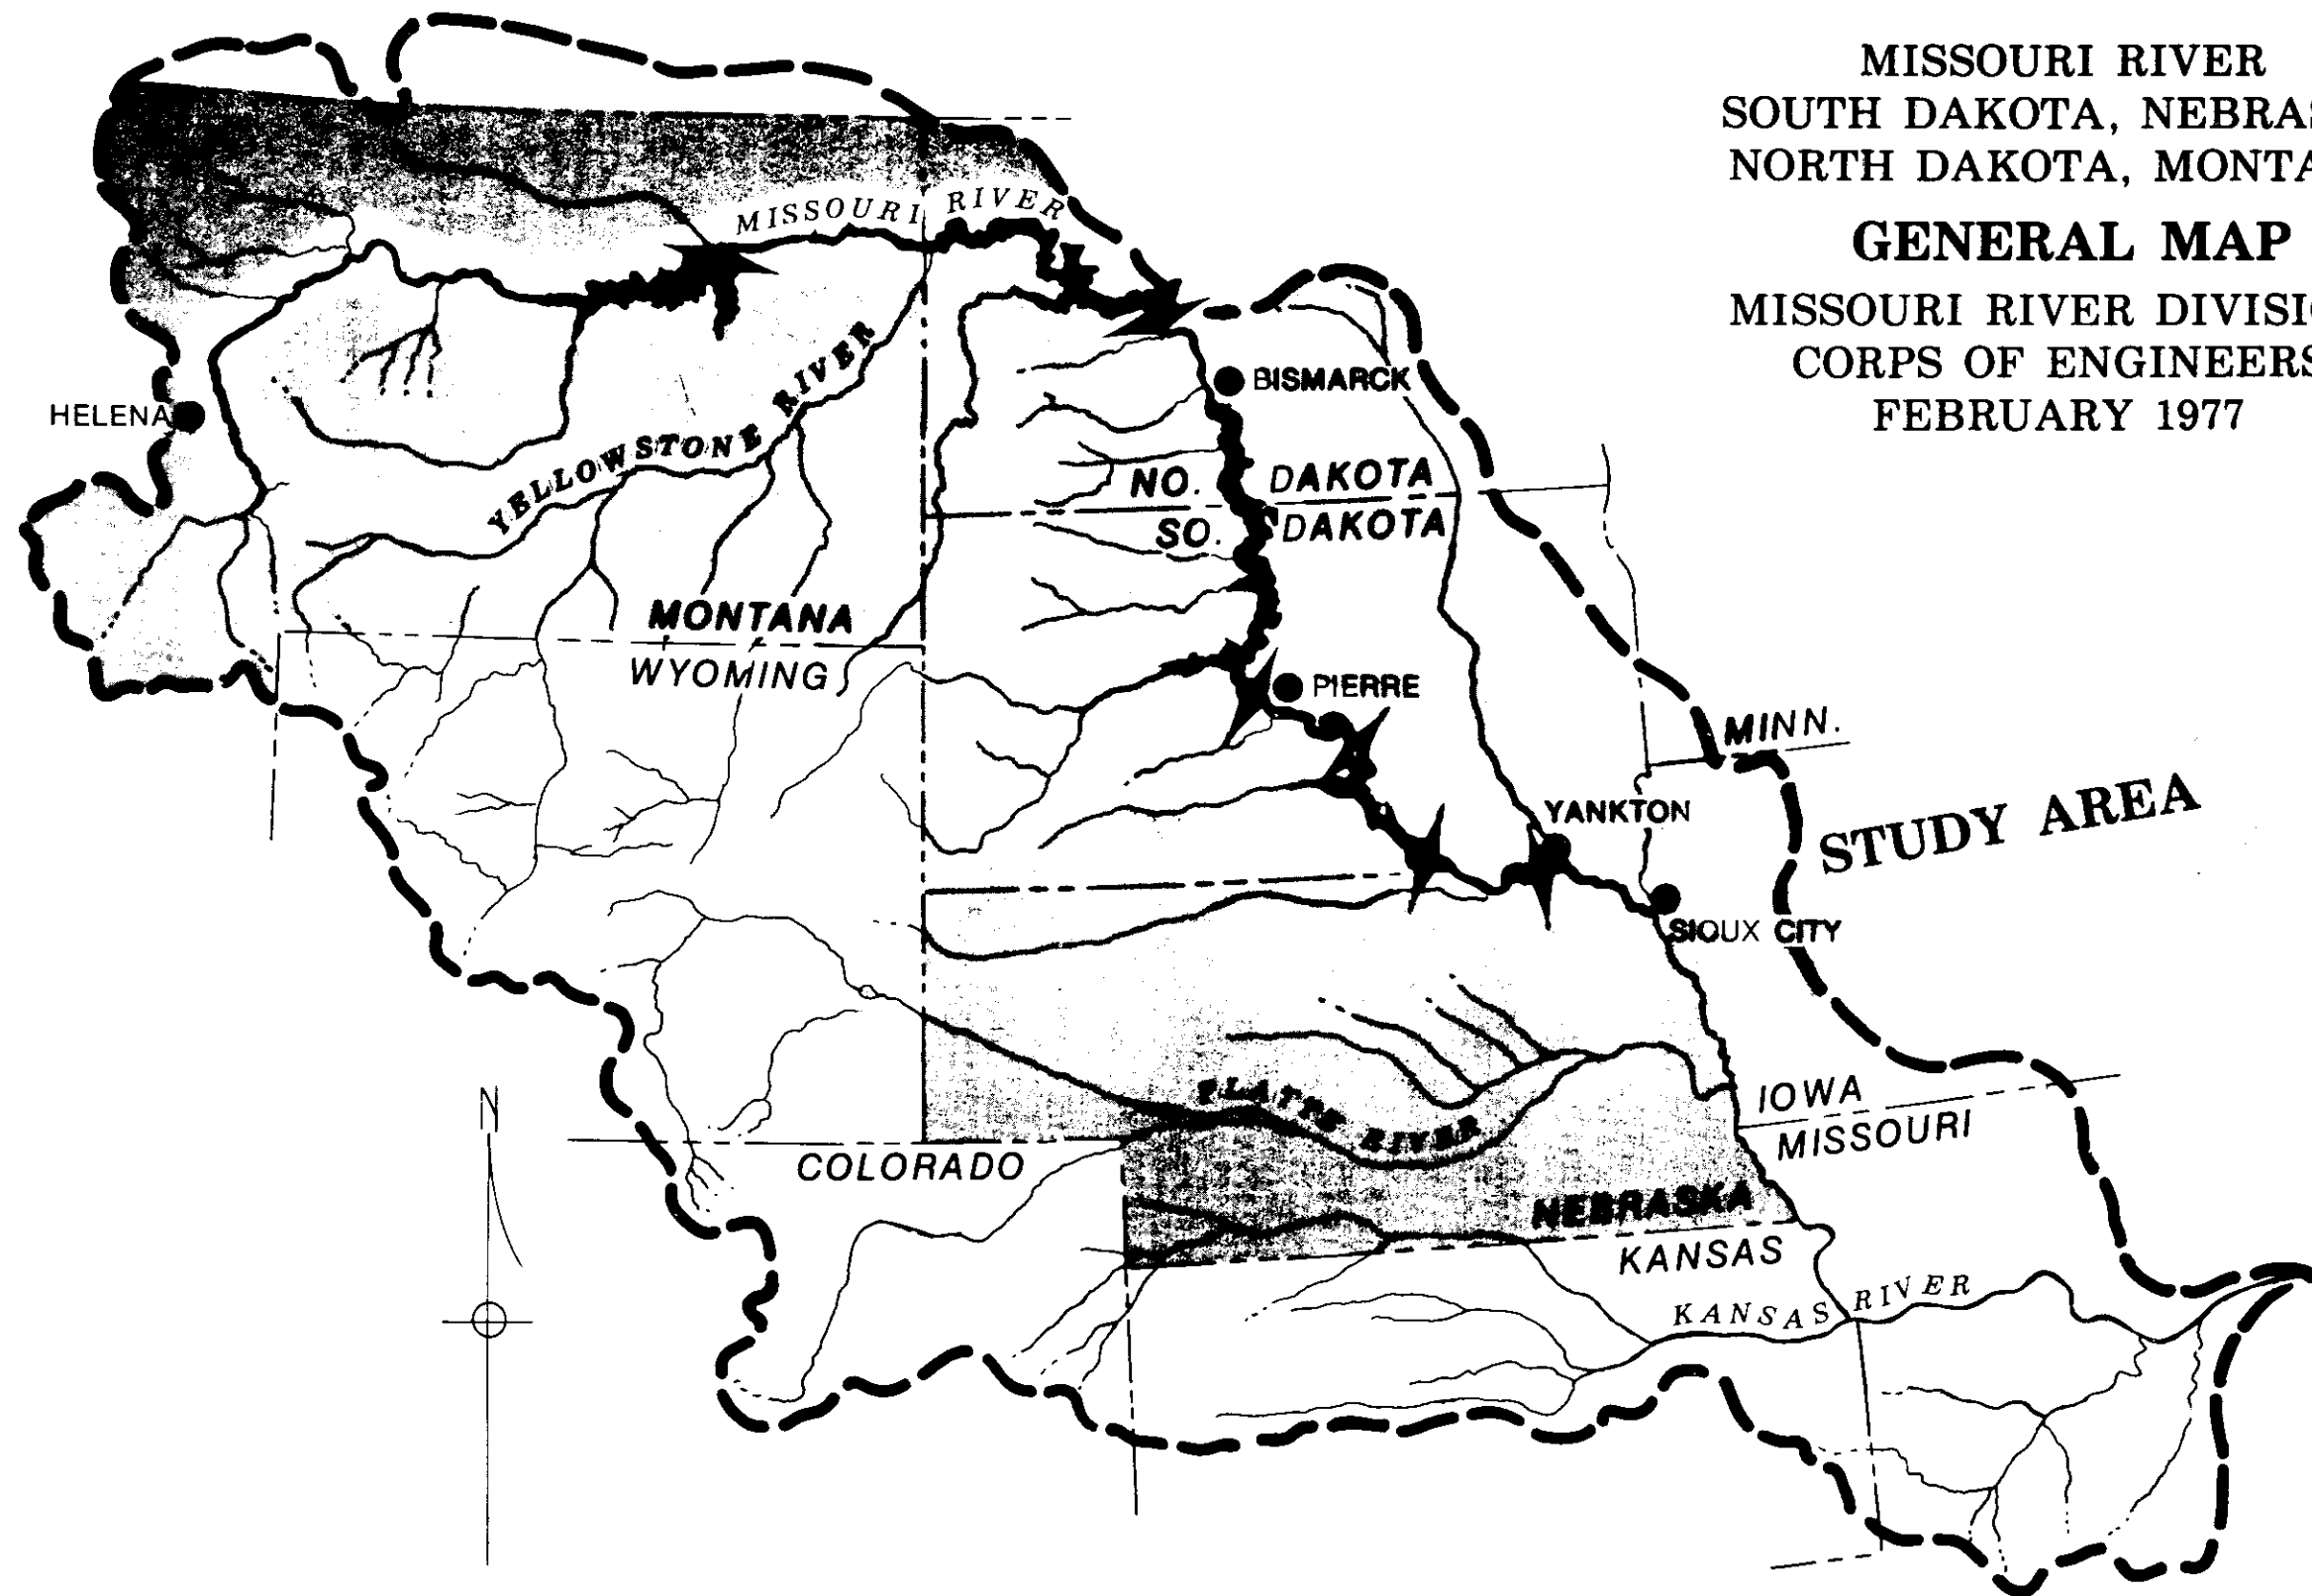 MISSOURI RIVER
SOUTH DAKOTA, NEBRAS
NORTH DAKOTA, MONTA
GENERAL MAP
MISSOURI RIVER DIVISI
CORPS OF ENGINEERS
FEBRUARY 1977
MISSOURI RIVER
BISMARCK
HELENA
YELLOWSTONE RIVER
NO. DAKOTA
SO. DAKOTA
MONTANA
WYOMING
PIERRE
MINN.
YANKTON
STUDY AREA
SIOUX CITY
N
PLATTE RIVER
IOWA
MISSOURI
COLORADO
NEBRASKA
KANSAS
KANSAS RIVER